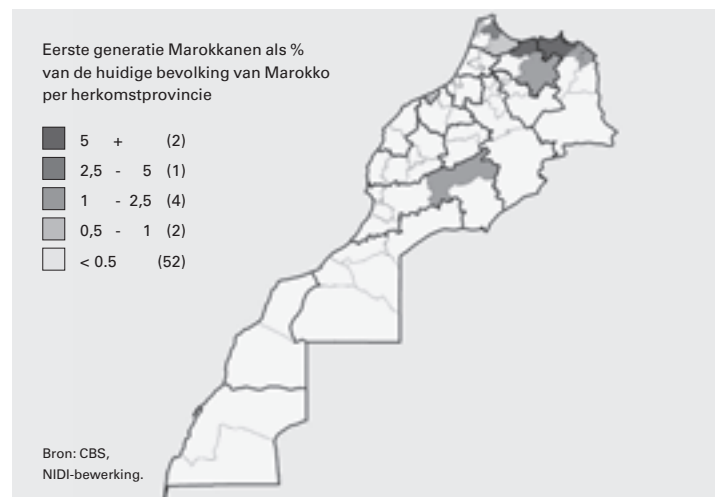 Eerste generatie Marokkanen als %
van de huidige bevolking van Marokko
per herkomstprovincie
5 + (2)
2,5 - 5 (1)
1 - 2,5 (4)
0,5 - 1 (2)
< 0.5 (52)
Bron: CBS,
NIDI-bewerking.